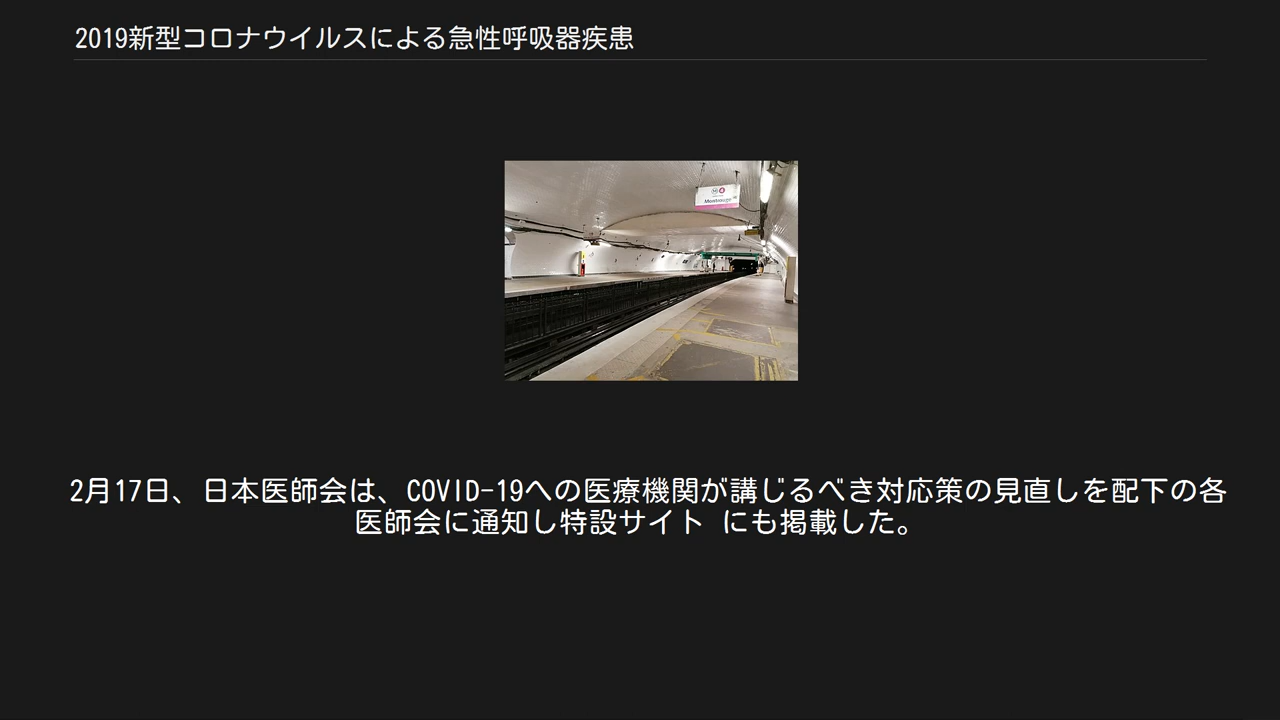 2019新型コロナウイルスによる急性呼吸器疾患
M 4
Montrouge
2月17日、日本医師会は、COVID-19への医療機関が講じるべき対応策の見直しを配下の各
医師会に通知し特設サイト にも掲載した。